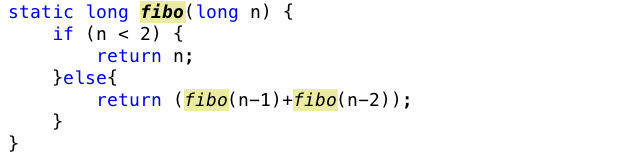 static long fibo(long n) {
    if (n < 2) {
        return n;
    }else{
        return (fibo(n-1)+fibo(n-2));
    }
}